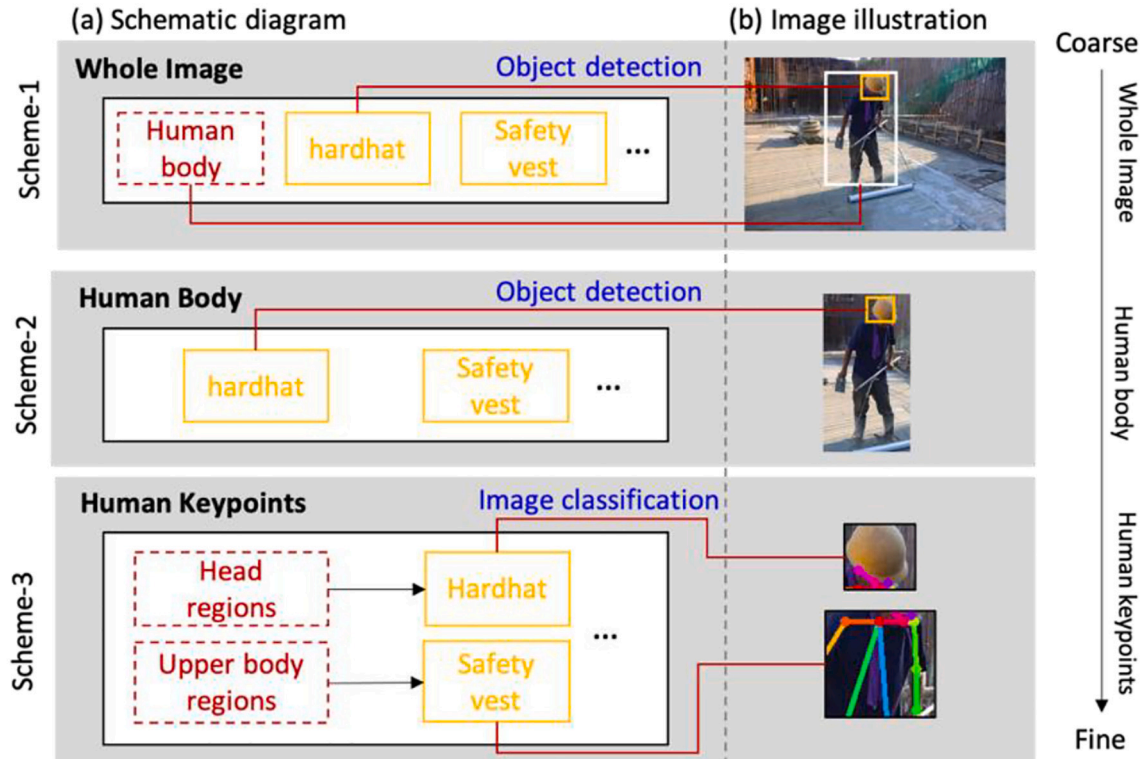 (a) Schematic diagram
(b) Image illustration
Coarse
Scheme-1
Whole Image
Object detection
Human
body
hardhat
Safety
vest
...
Whole Image
Scheme-2
Human Body
Object detection
hardhat
Safety
vest
...
Human body
Scheme-3
Human Keypoints
Image classification
Head
regions
Hardhat
...
Upper body
regions
Safety
vest
Human keypoints
Fine